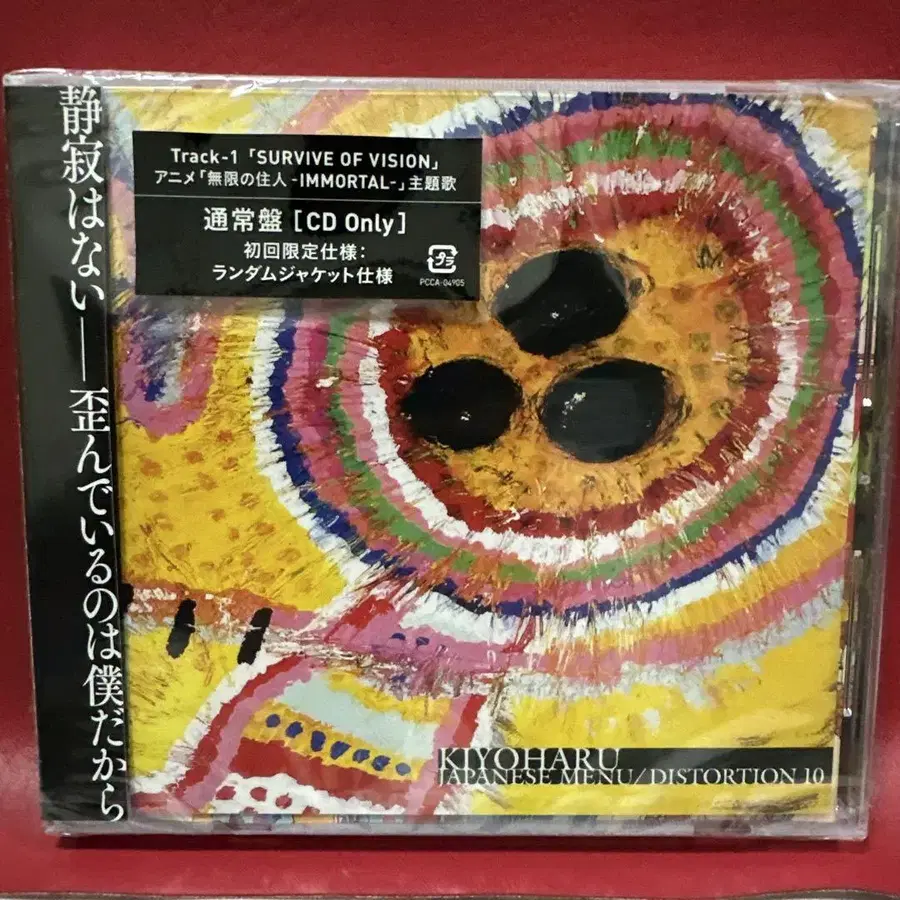 静寂はない──歪んでいるのは僕だから
Track-1「SURVIVE OF VISION」
アニメ「無限の住人 -IMMORTAL-」主題歌
通常盤 [CD Only]
初回限定仕様:
ランダムジャケット仕様
プラ
PCCA-04905
KIYOHARU
JAPANESE MENU/DISTORTION 10